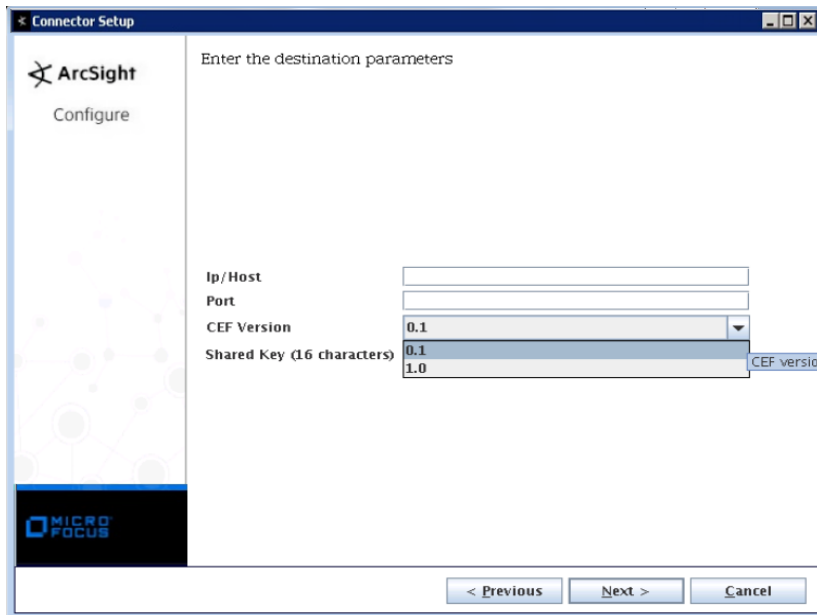 Connector Setup
ArcSight
Configure
Enter the destination parameters
Ip/Host
Port
CEF Version 0.1
Shared Key (16 characters) 0.1
1.0
CEF versio
MICRO
FOCUS
< Previous Next > Cancel